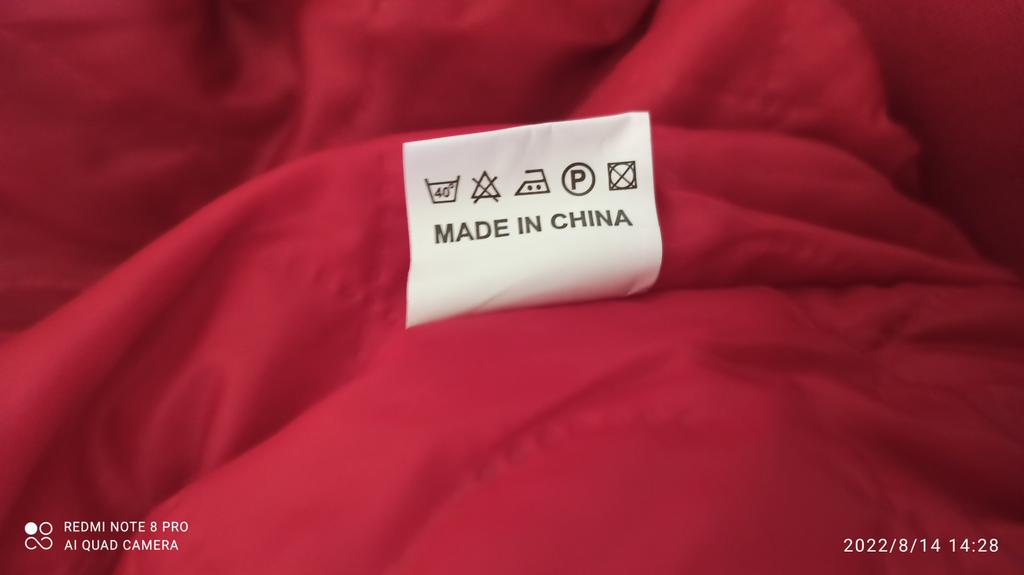 40°
P
MADE IN CHINA
REDMI NOTE 8 PRO
AI QUAD CAMERA
2022/8/14 14:28